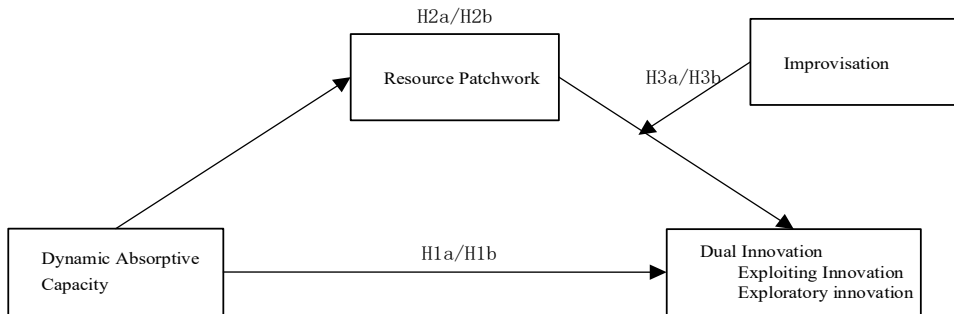 H2a/H2b
Resource Patchwork
Improvisation
H3a/H3b
Dynamic Absorptive
Capacity
H1a/H1b
Dual Innovation
Exploiting Innovation
Exploratory innovation